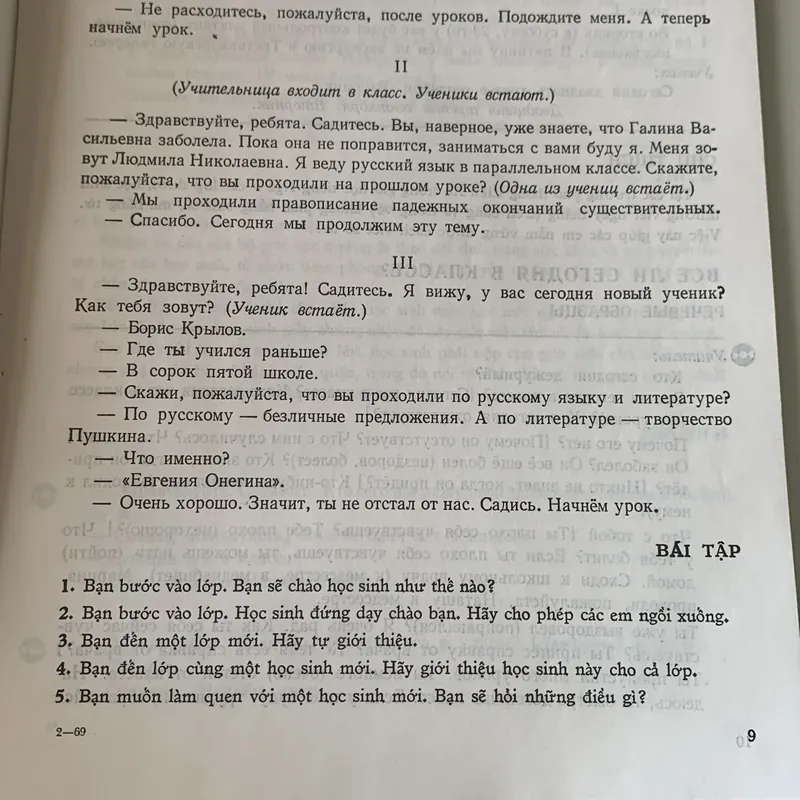 — Не расходитесь, пожалуйста, после уроков. Подождите меня. А теперь
начнём урок.
II
(Учительница входит в класс. Ученики встают.)
— Здравствуйте, ребята. Садитесь. Вы, наверное, уже знаете, что Галина Ва-
сильевна заболела. Пока она не поправится, заниматься с вами буду я. Меня зо-
вут Людмила Николаевна. Я веду русский язык в параллельном классе. Скажите,
пожалуйста, что вы проходили на прошлом уроке? (Одна из учениц встаёт.)
— Мы проходили правописание падежных окончаний существительных.
— Спасибо. Сегодня мы продолжим эту тему.
III
— Здравствуйте, ребята! Садитесь. Я вижу, у вас сегодня новый ученик?
Как тебя зовут? (Ученик встаёт.)
— Борис Крылов.
— Где ты учился раньше?
— В сорок пятой школе.
— Скажи, пожалуйста, что вы проходили по русскому языку и литературе?
— По русскому — безличные предложения. А по литературе — творчество
Пушкина.
— Что именно?
— «Евгения Онегина».
— Очень хорошо. Значит, ты не отстал от нас. Садись. Начнём урок.
BÀI TẬP
1. Bạn bước vào lớp. Bạn sẽ chào học sinh như thế nào?
2. Bạn bước vào lớp. Học sinh đứng dạy chào bạn. Hãy cho phép các em ngồi xuống.
3. Bạn đến một lớp mới. Hãy tự giới thiệu.
4. Bạn đến lớp cùng một học sinh mới. Hãy giới thiệu học sinh này cho cả lớp.
5. Bạn muốn làm quen với một học sinh mới. Bạn sẽ hỏi những điều gì?
2—69
9